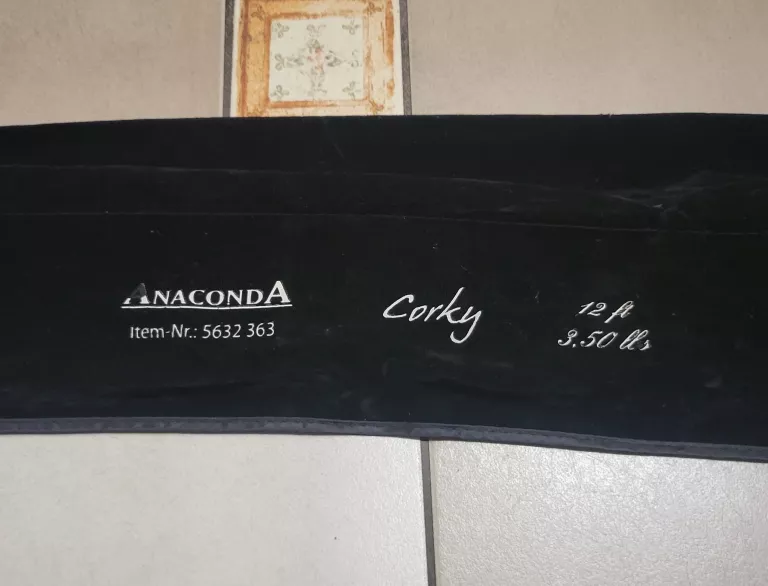 ANACONDA
Item-Nr.: 5632 363
Corky
12 ft
3.50 lbs